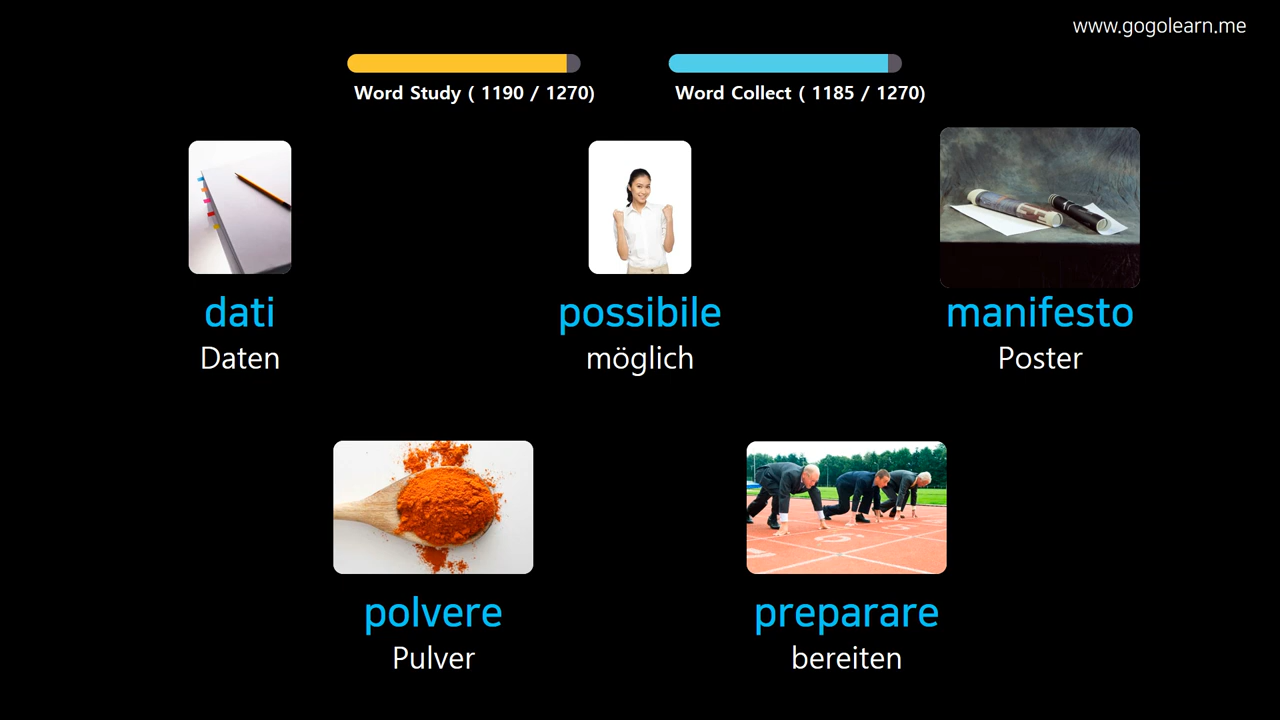 www.gogolearn.me
Word Study ( 1190 / 1270)
Word Collect ( 1185 / 1270)
dati
Daten
possibile
möglich
manifesto
Poster
polvere
Pulver
preparare
bereiten